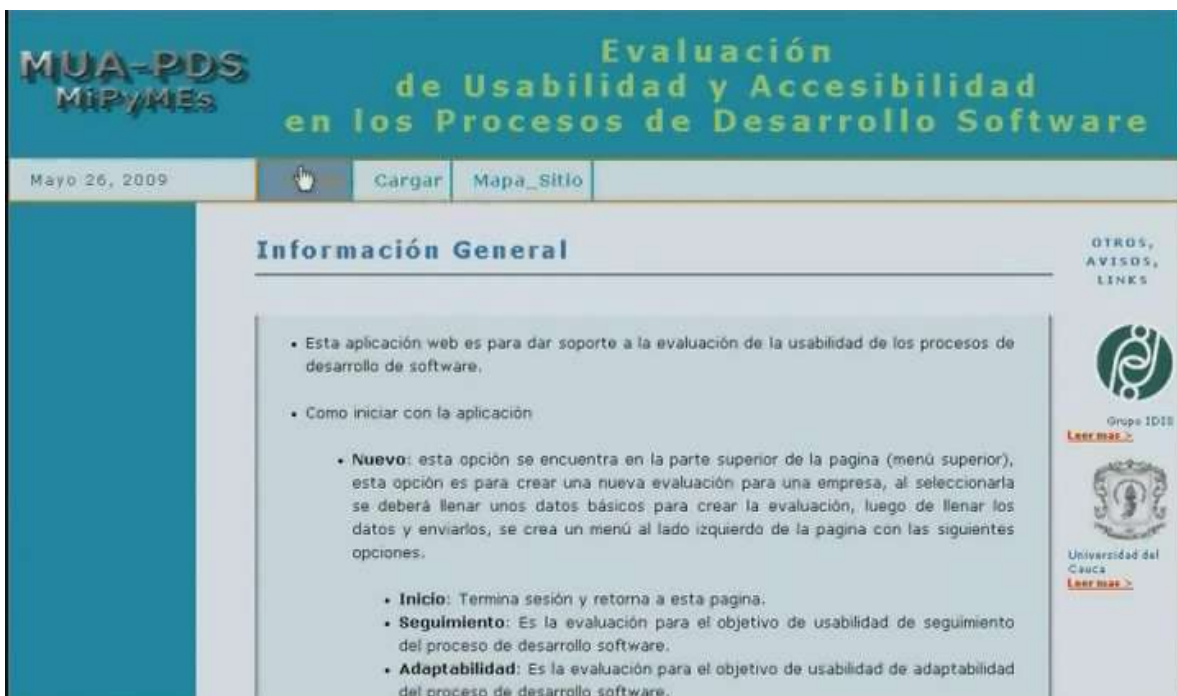 MUA-PDS
MiPyMEs
Evaluación
de Usabilidad y Accesibilidad
en los Procesos de Desarrollo Software
Mayo 26, 2009
Cargar
Mapa_Sitio
Información General
• Esta aplicación web es para dar soporte a la evaluación de la usabilidad de los procesos de
desarrollo de software.
• Como iniciar con la aplicación
• Nuevo: esta opción se encuentra en la parte superior de la pagina (menú superior),
esta opción es para crear una nueva evaluación para una empresa, al seleccionarla
se deberá llenar unos datos básicos para crear la evaluación, luego de llenar los
datos y enviarlos, se crea un menú al lado izquierdo de la pagina con las siguientes
opciones.
• Inicio: Termina sesión y retorna a esta pagina.
• Seguimiento: Es la evaluación para el objetivo de usabilidad de seguimiento
del proceso de desarrollo software.
• Adaptabilidad: Es la evaluación para el objetivo de usabilidad de adaptabilidad
del proceso de desarrollo software.
OTROS,
AVISOS,
LINKS
Grupo IDIS
Leer mas >
Universidad del
Cauca
Leer mas >